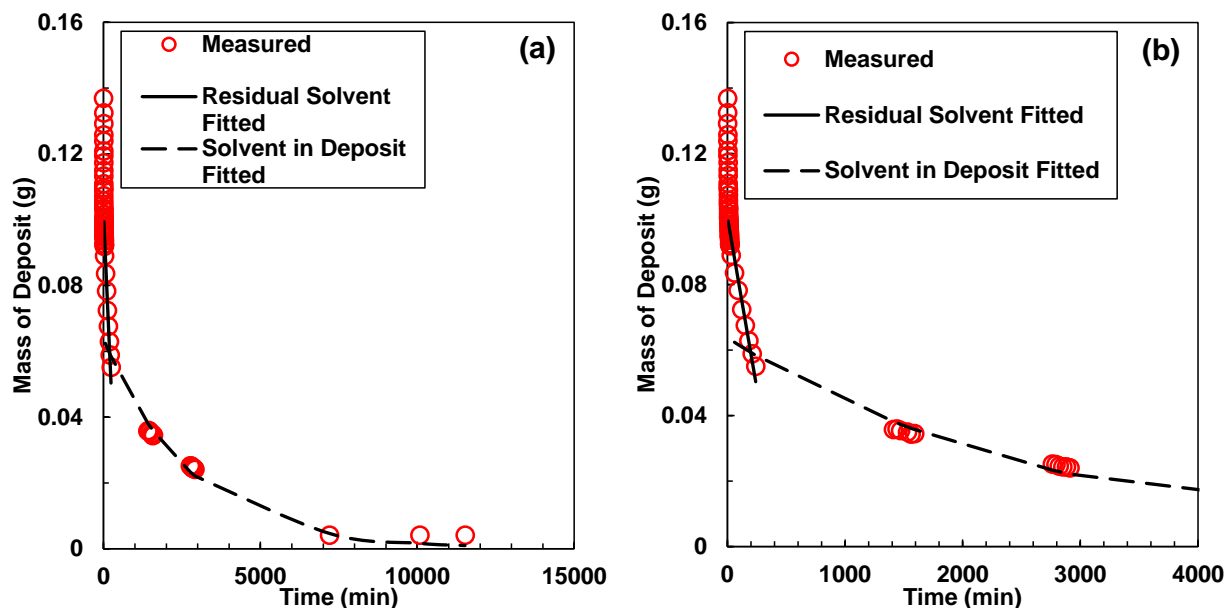 0.16
0.12
0.08
0.04
0
Mass of Deposit (g)
(a)
Measured
Residual Solvent
Fitted
Solvent in Deposit
Fitted
0 5000 10000 15000
Time (min)
0.16
0.12
0.08
0.04
0
Mass of Deposit (g)
(b)
Measured
Residual Solvent Fitted
Solvent in Deposit Fitted
0 1000 2000 3000 4000
Time (min)